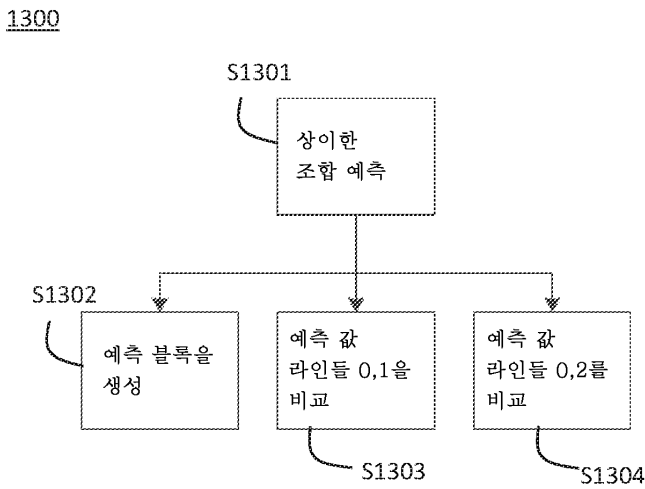 1300
S1301
상이한
조합 예측
S1302
예측 블록을
생성
예측 값
라인들 0,1을
비교
예측 값
라인들 0,2를
비교
S1303
S1304